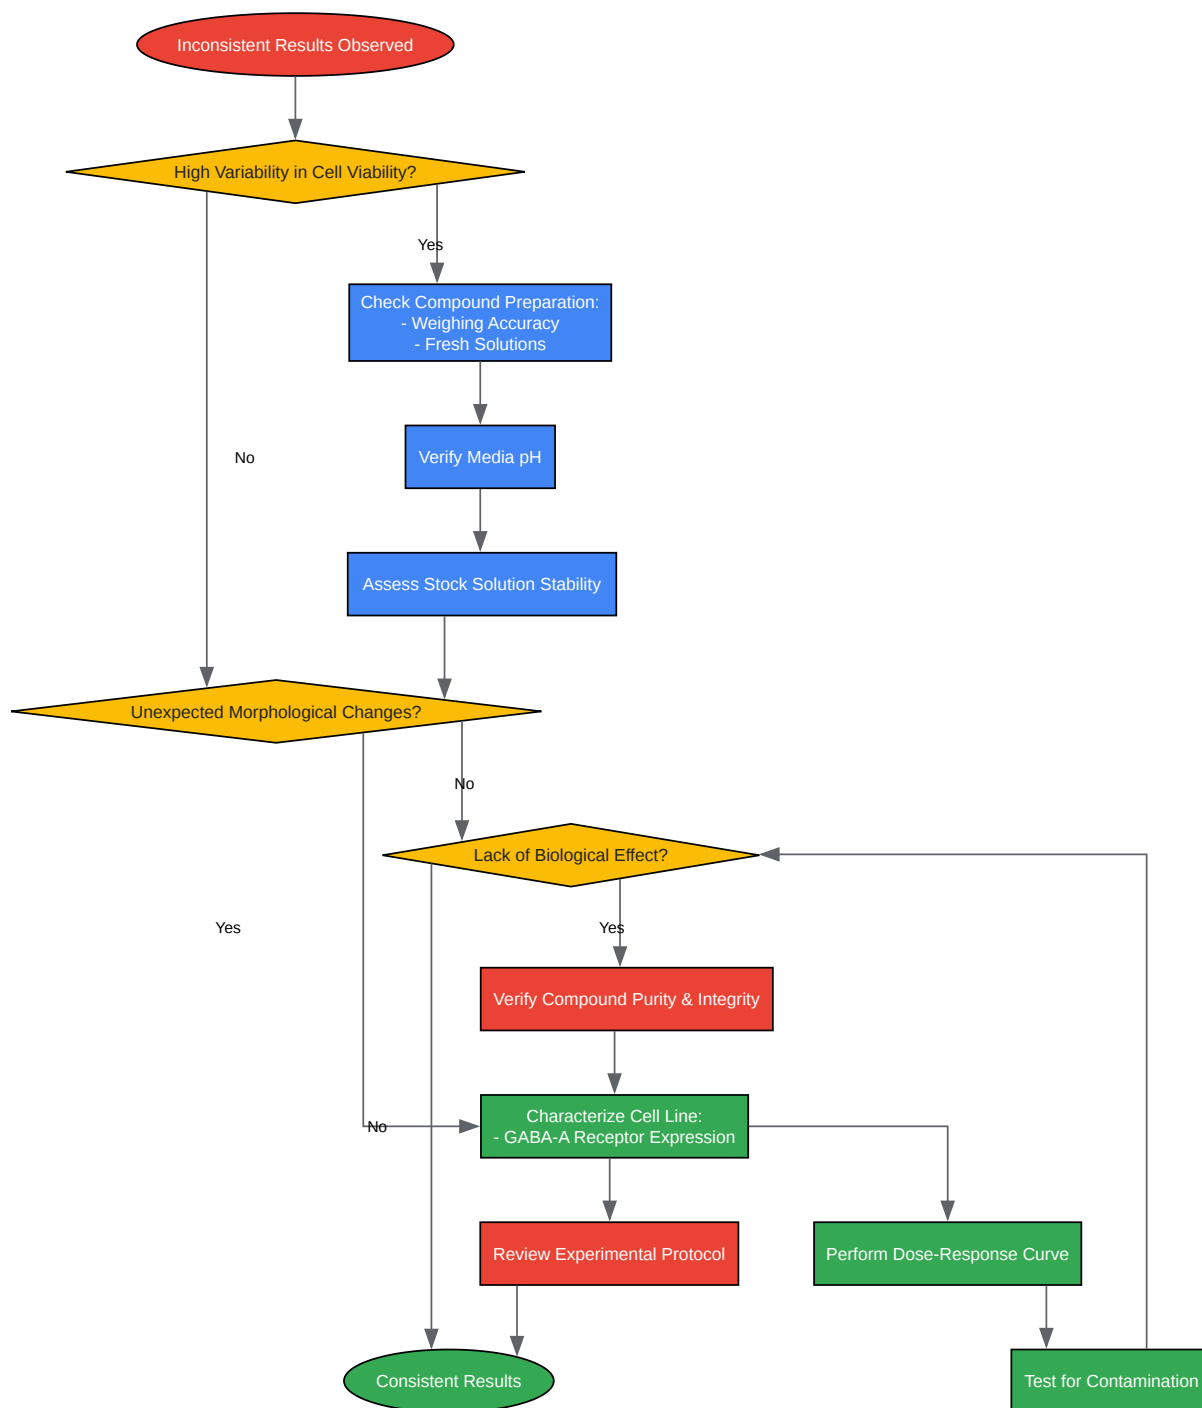 Inconsistent Results Observed
High Variability in Cell Viability?
Yes
Check Compound Preparation:
- Weighing Accuracy
- Fresh Solutions
No
Verify Media pH
Assess Stock Solution Stability
Unexpected Morphological Changes?
No
Lack of Biological Effect?
Yes
Yes
Verify Compound Purity & Integrity
Characterize Cell Line:
- GABA-A Receptor Expression
No
Review Experimental Protocol
Perform Dose-Response Curve
Consistent Results
Test for Contamination